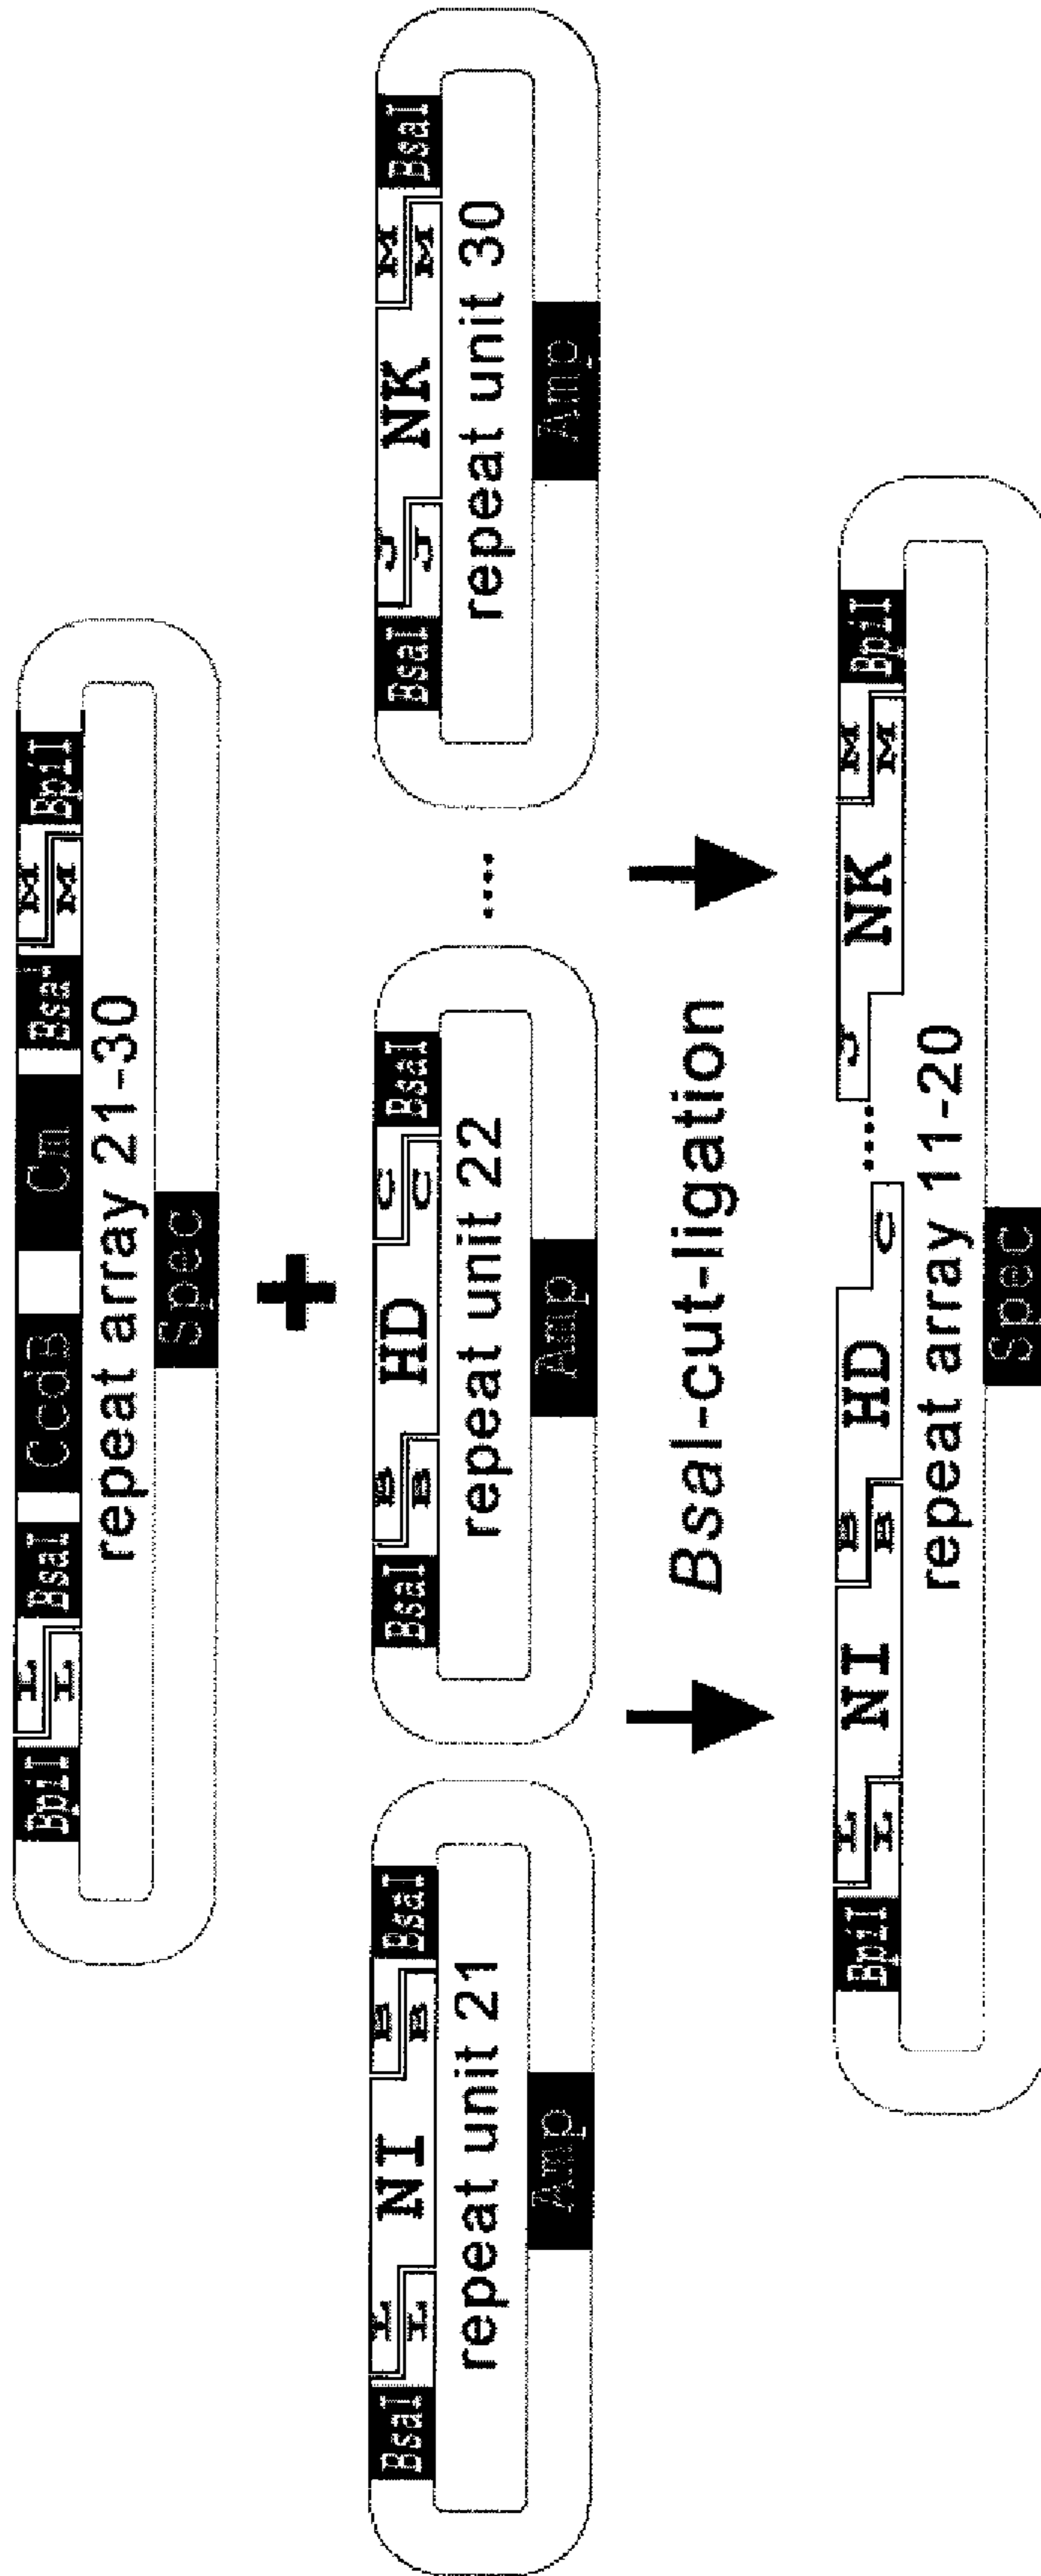 BpiI L L BsaI CcdB Cm Bsa M M BpiI
repeat array 21-30
Spec
+
BsaI L L NI B B BsaI
repeat unit 21
Amp
BsaI B B HD C C BsaI
repeat unit 22
Amp
....
BsaI J J NK M M BsaI
repeat unit 30
Amp
BsaI-cut-ligation
BpiI L L NI B B HD C .... J NK M M BpiI
repeat array 11-20
Spec